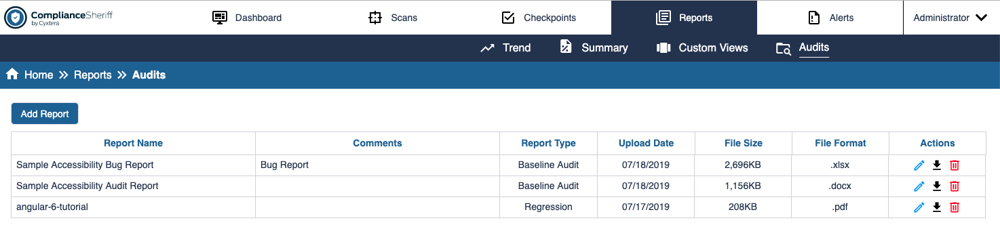 ComplianceSheriff
by Cyxtera
Dashboard Scans Checkpoints Reports Alerts Administrator
Trend Summary Custom Views Audits
Home Reports Audits
Add Report
Report Name Comments Report Type Upload Date File Size File Format Actions
Sample Accessibility Bug Report Bug Report Baseline Audit 07/18/2019 2,696KB .xlsx
Sample Accessibility Audit Report Baseline Audit 07/18/2019 1,156KB .docx
angular-6-tutorial Regression 07/17/2019 208KB .pdf